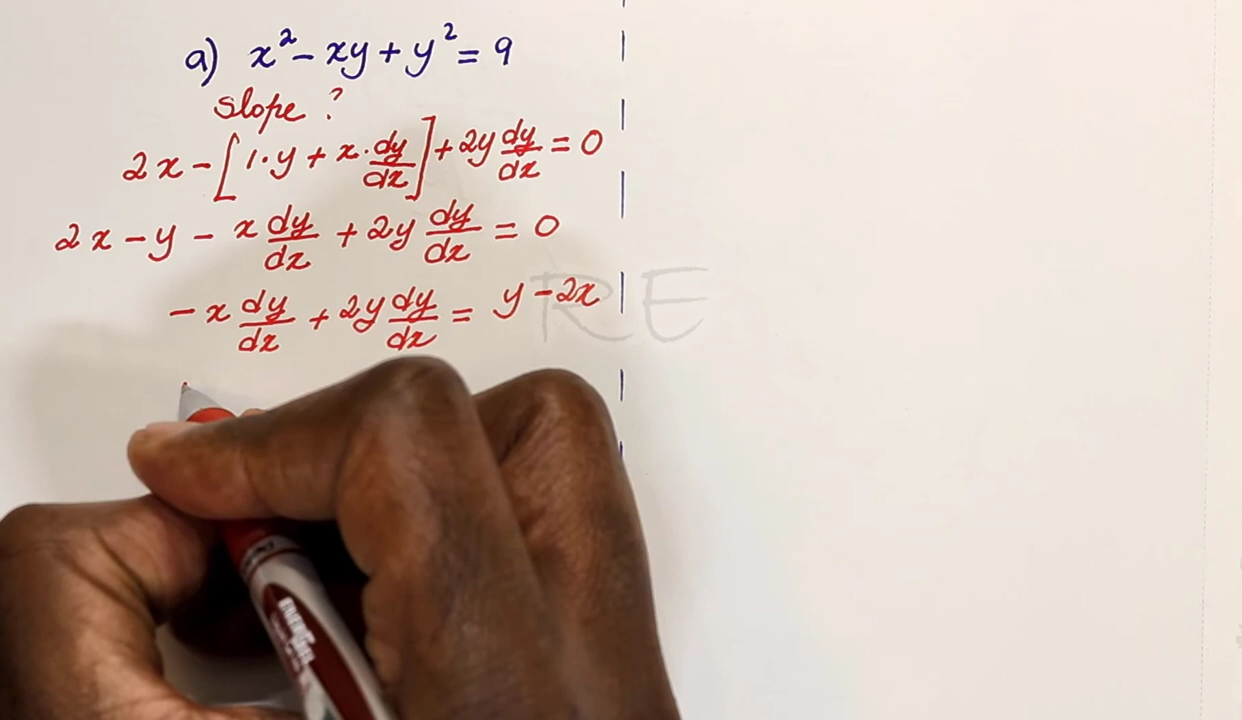 a) x² - xy + y² = 9
slope ?
2x - [1·y + x·dy/dx] + 2y dy/dx = 0
2x - y - x dy/dx + 2y dy/dx = 0
- x dy/dx + 2y dy/dx = y - 2x
RE